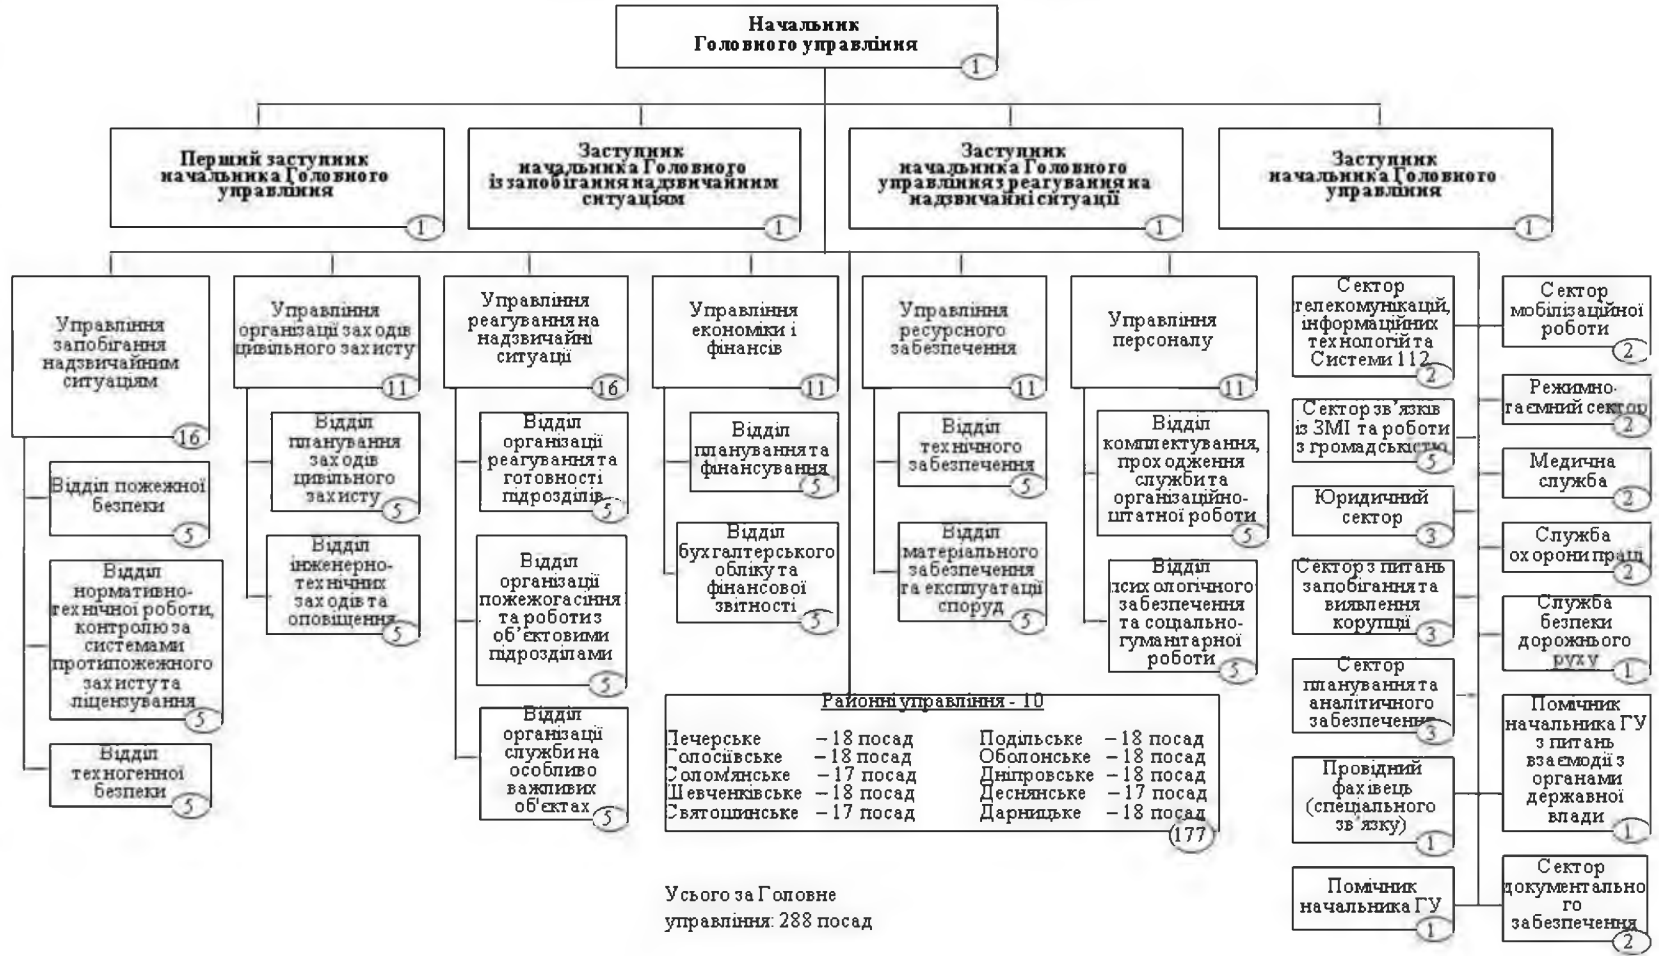 Начальник
Головного управління
1
Перший заступник
начальника Головного
управління
1
Заступник
начальника Головного
із запобігання надзвичайним
ситуаціям
1
Заступник
начальника Головного
управління з реагування на
надзвичайні ситуації
1
Заступник
начальника Головного
управління
1
Управління
запобігання
надзвичайним
ситуаціям
16
Відділ пожежної
безпеки
5
Відділ
нормативно-
технічної роботи,
контролю за
системами
протипожежного
захисту та
ліцензування
5
Відділ
техногенної
безпеки
5
Управління
організації заходів
цивільного захисту
11
Відділ
планування
заходів
цивільного
захисту
5
Відділ
інженерно-
технічних
заходів та
оповіщення
5
Управління
реагування на
надзвичайні
ситуації
16
Відділ
організації
реагування та
готовності
підрозділів
5
Відділ
організації
пожежогасіння
та роботи з
об'єктовими
підрозділами
5
Відділ
організації
служби на
особливо
важливих
об'єктах
5
Управління
економіки і
фінансів
11
Відділ
планування та
фінансування
5
Відділ
бухгалтерського
обліку та
фінансової
звітності
5
Управління
ресурсного
забезпечення
11
Відділ
технічного
забезпечення
5
Відділ
матеріального
забезпечення
та експлуатації
споруд
5
Управління
персоналу
11
Відділ
комплектування,
проходження
служби та
організаційно-
штатної роботи
5
Відділ
психологічного
забезпечення
та соціально-
гуманітарної
роботи
5
Районні управління - 10
Печерське – 18 посад Подільське – 18 посад
Голосіївське – 18 посад Оболонське – 18 посад
Солом'янське – 17 посад Дніпровське – 18 посад
Шевченківське – 18 посад Деснянське – 17 посад
Святошинське – 17 посад Дарницьке – 18 посад
177
Усього за Головне
управління: 288 посад
Сектор
телекомунікацій,
інформаційних
технологій та
Системи 112
2
Сектор зв'язків
із ЗМІ та роботи
з громадськістю
5
Юридичний
сектор
3
Сектор з питань
запобігання та
виявлення
корупції
3
Сектор
планування та
аналітичного
забезпечення
3
Провідний
фахівець
(спеціального
зв'язку)
1
Помічник
начальника ГУ
1
Сектор
мобілізаційної
роботи
2
Режимно-
таємний сектор
2
Медична
служба
2
Служба
охорони праці
2
Служба
безпеки
дорожнього
руху
1
Помічник
начальника ГУ
з питань
взаємодії з
органами
державної
влади
1
Сектор
документально
го
забезпечення
2